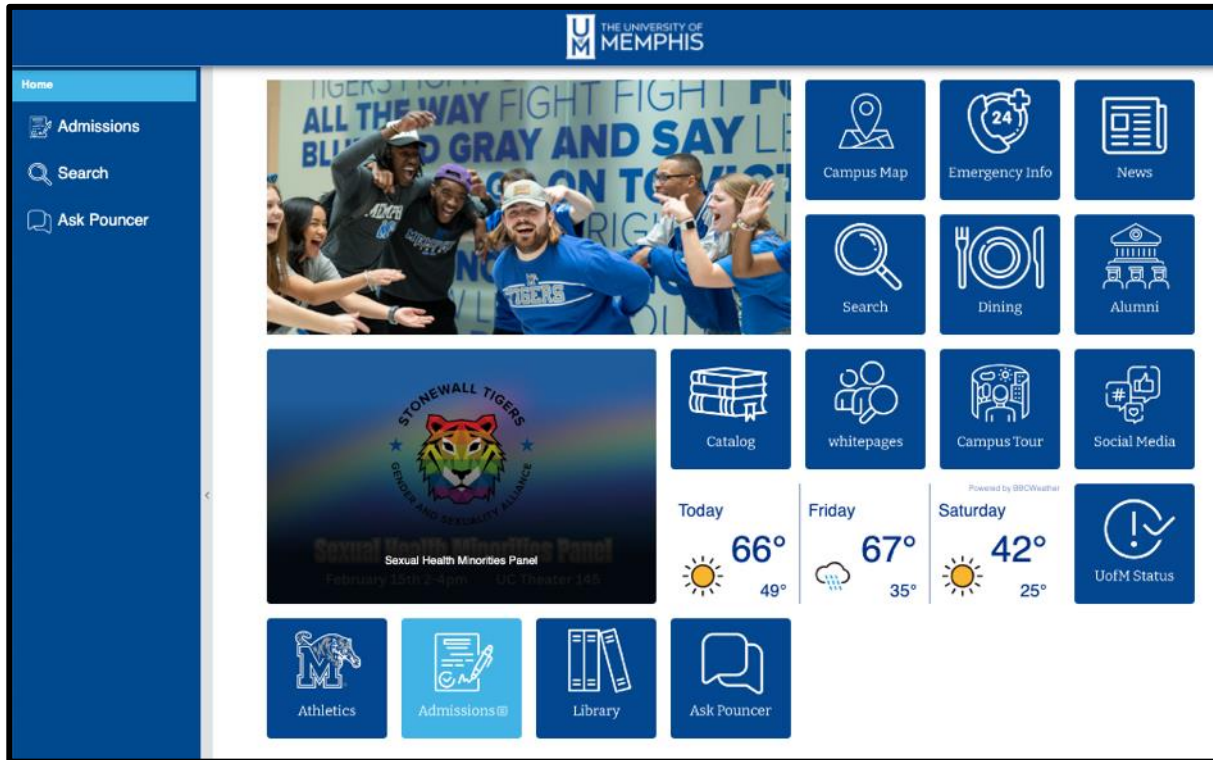 THE UNIVERSITY OF
MEMPHIS
Home
Admissions
Search
Ask Pouncer
ALL THE WAY FIGHT FIGHT
GRAY AND SAY
ON TO
TIGERS
Campus Map
24
Emergency Info
News
Search
Dining
Alumni
STONEWALL TIGERS
GENDER AND SEXUALITY ALLIANCE
Sexual Health Minorities Panel
Sexual Health Minorities Panel
February 15th 2-4pm UC Theater 145
Catalog
whitepages
Campus Tour
#
Social Media
Powered by BBCWeather
Today
66°
49°
Friday
67°
35°
Saturday
42°
25°
UofM Status
M
Athletics
Admissions
Library
Ask Pouncer